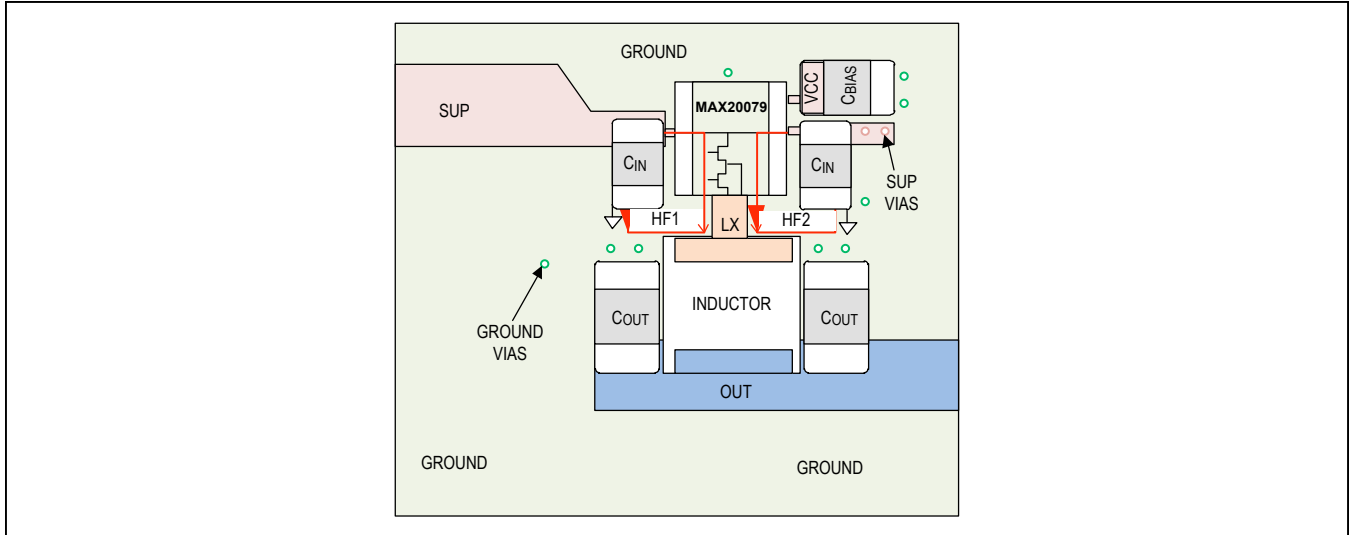 GROUND
SUP
MAX20079
VCC
CBIAS
CIN
CIN
SUP
VIAS
HF1
LX
HF2
GROUND
VIAS
COUT
INDUCTOR
COUT
OUT
GROUND
GROUND